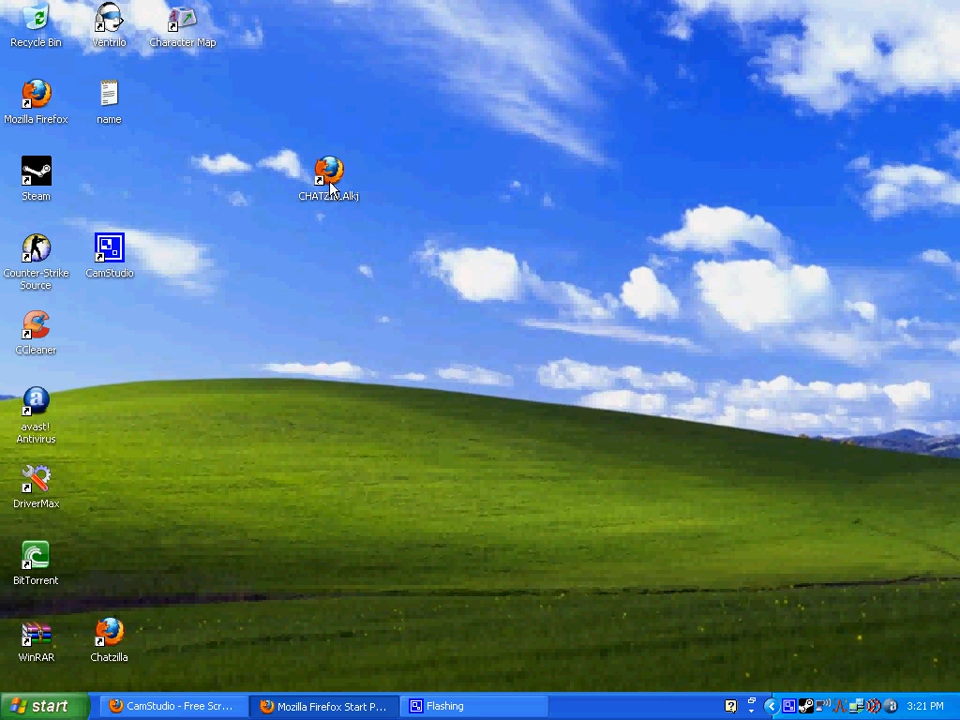 Recycle Bin
Ventrilo
Character Map
Mozilla Firefox
name
Steam
Counter-Strike
Source
CamStudio
CCleaner
avast!
Antivirus
DriverMax
BitTorrent
WinRAR
Chatzilla
start
CamStudio - Free Scr...
Mozilla Firefox Start P...
Flashing
3:21 PM